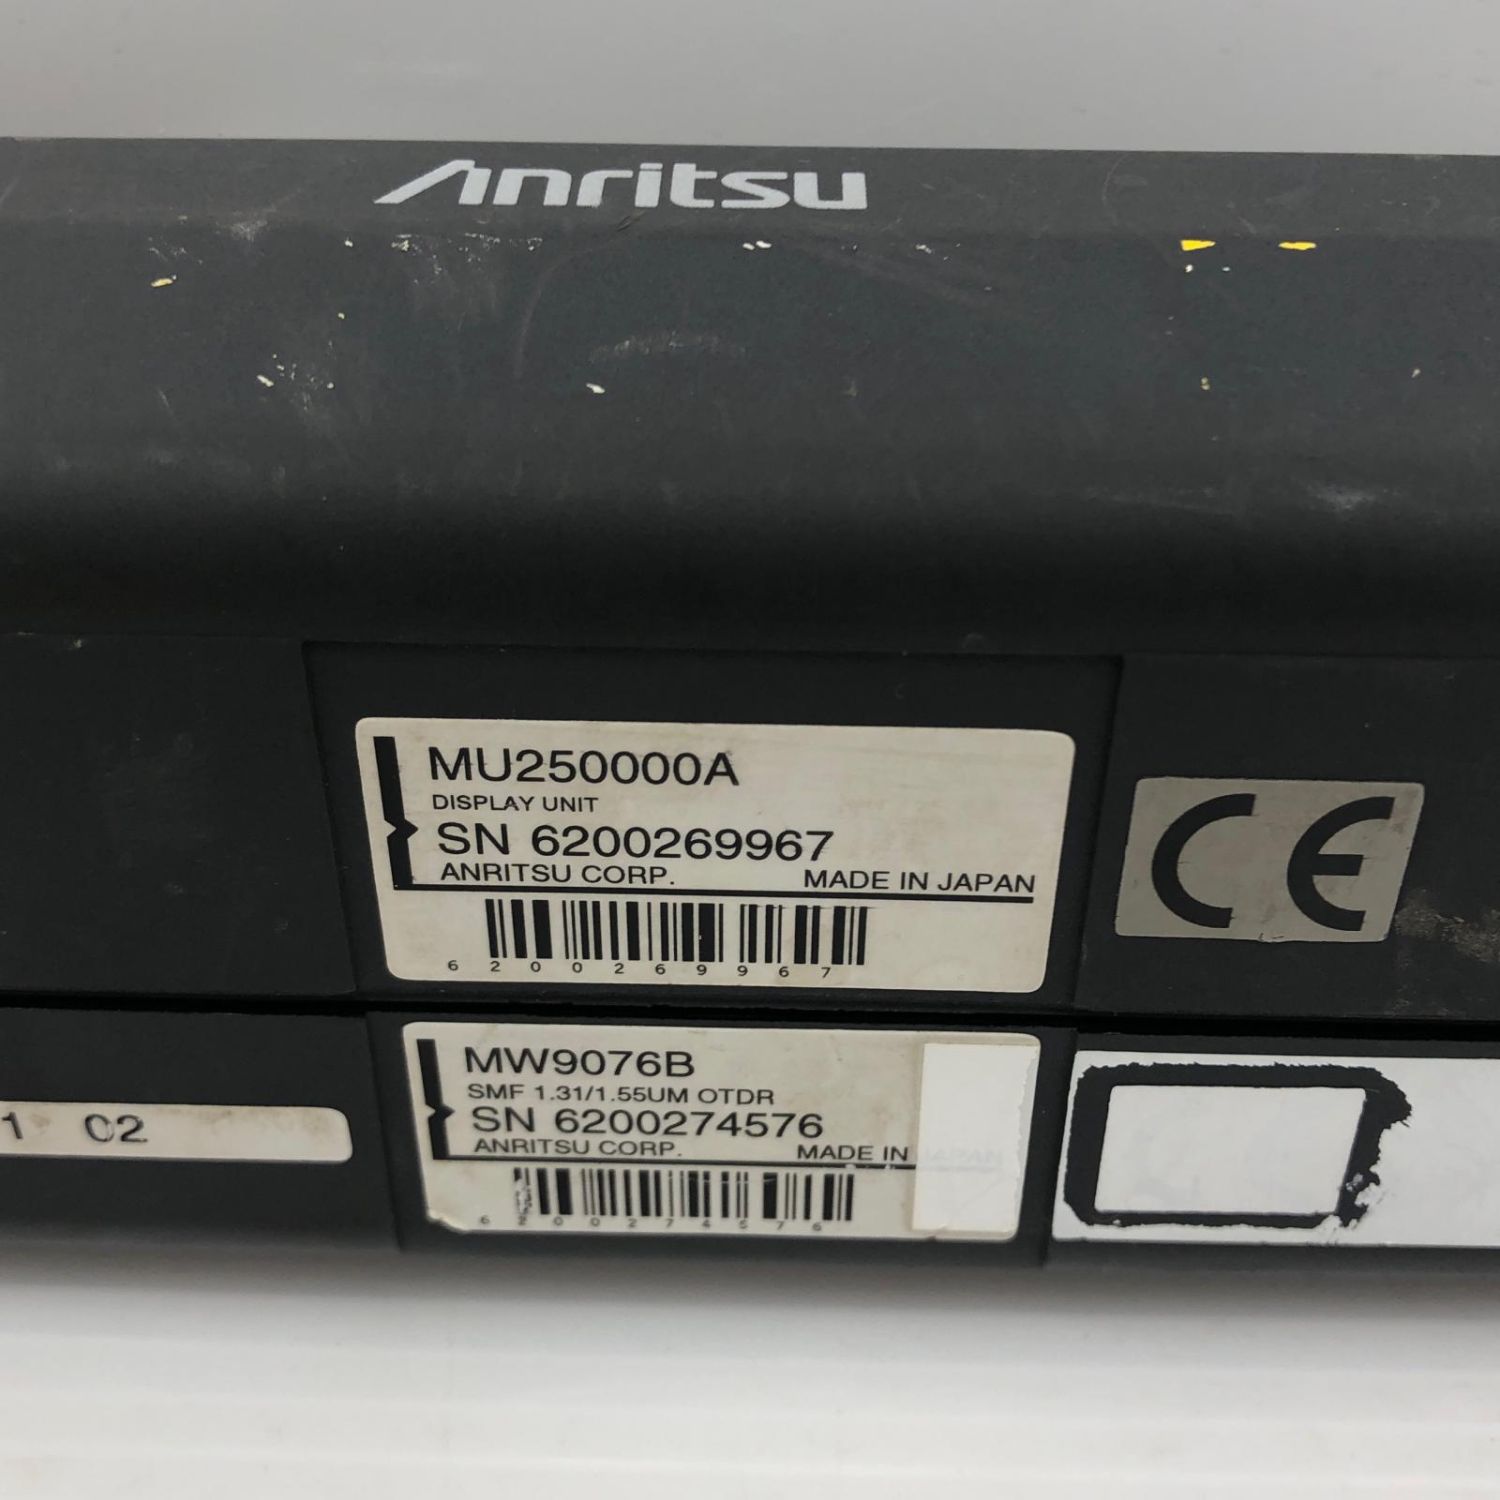 Anritsu
MU250000A
DISPLAY UNIT
SN 6200269967
ANRITSU CORP. MADE IN JAPAN
6200269967
CE
1 02
MW9076B
SMF 1.31/1.55UM OTDR
SN 6200274576
ANRITSU CORP. MADE IN JAPAN
6200274576